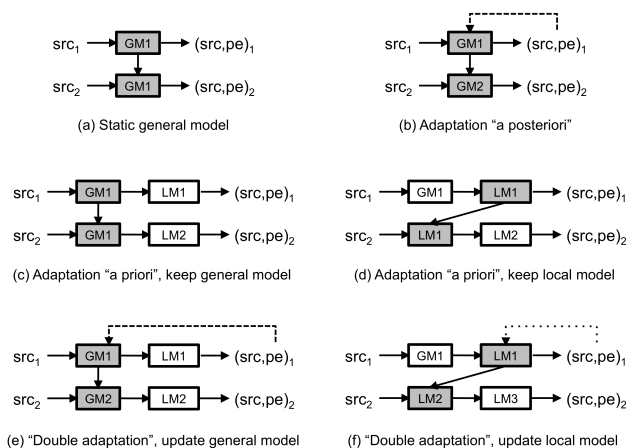 src1 GM1 (src,pe)1 src1 GM1 (src,pe)1
src2 GM1 (src,pe)2 src2 GM2 (src,pe)2
(a) Static general model (b) Adaptation "a posteriori"
src1 GM1 LM1 (src,pe)1 src1 GM1 LM1 (src,pe)1
src2 GM1 LM2 (src,pe)2 src2 LM1 LM2 (src,pe)2
(c) Adaptation "a priori", keep general model (d) Adaptation "a priori", keep local model
src1 GM1 LM1 (src,pe)1 src1 GM1 LM1 (src,pe)1
src2 GM2 LM2 (src,pe)2 src2 LM2 LM3 (src,pe)2
(e) "Double adaptation", update general model (f) "Double adaptation", update local model